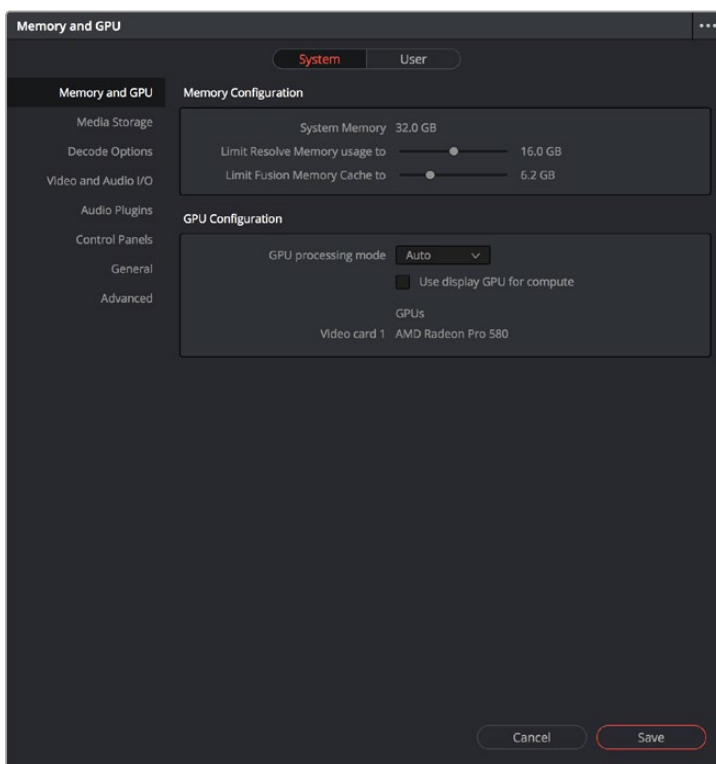 Memory and GPU
System User
Memory and GPU
Media Storage
Decode Options
Video and Audio I/O
Audio Plugins
Control Panels
General
Advanced
Memory Configuration
System Memory 32.0 GB
Limit Resolve Memory usage to 16.0 GB
Limit Fusion Memory Cache to 6.2 GB
GPU Configuration
GPU processing mode Auto
Use display GPU for compute
GPUs
Video card 1 AMD Radeon Pro 580
Cancel Save